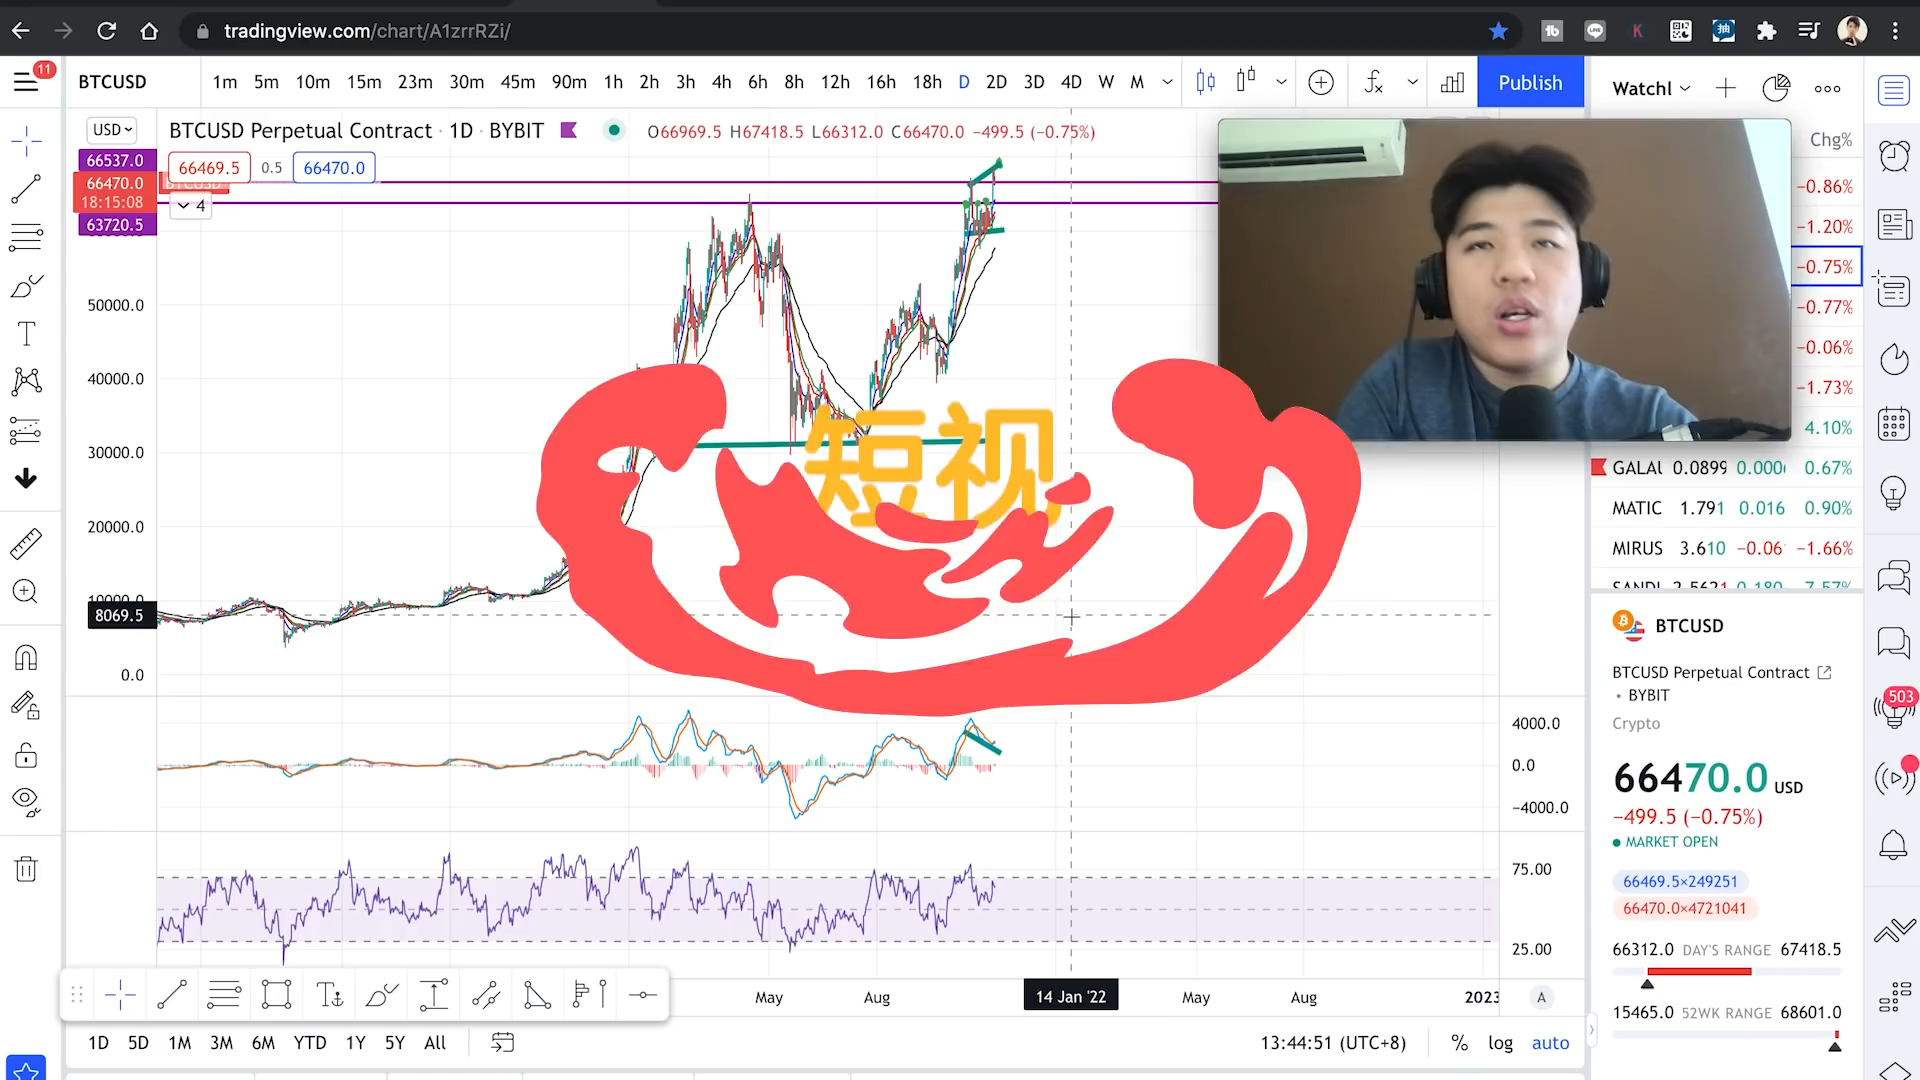 tradingview.com/chart/A1zrrRZi/
11
BTCUSD
1m 5m 10m 15m 23m 30m 45m 90m 1h 2h 3h 4h 6h 8h 12h 16h 18h D 2D 3D 4D W M
Publish
Watchl
USD
BTCUSD Perpetual Contract · 1D · BYBIT
O66969.5 H67418.5 L66312.0 C66470.0 −499.5 (−0.75%)
Chg%
66537.0
66469.5 0.5 66470.0
66470.0
BTCUSD
18:15:08
4
63720.5
−0.86%
−1.20%
−0.75%
−0.77%
−0.06%
−1.73%
4.10%
50000.0
40000.0
30000.0
20000.0
10000.0
8069.5
0.0
短视
GALAI 0.0899 0.000 0.67%
MATIC 1.791 0.016 0.90%
MIRUS 3.610 −0.06 −1.66%
BTCUSD
BTCUSD Perpetual Contract
• BYBIT
Crypto
503
66470.0 USD
−499.5 (−0.75%)
MARKET OPEN
66469.5×249251
66470.0×4721041
66312.0 DAY'S RANGE 67418.5
15465.0 52WK RANGE 68601.0
4000.0
0.0
−4000.0
75.00
25.00
May Aug 14 Jan '22 May Aug 2023
A
1D 5D 1M 3M 6M YTD 1Y 5Y All
13:44:51 (UTC+8) % log auto